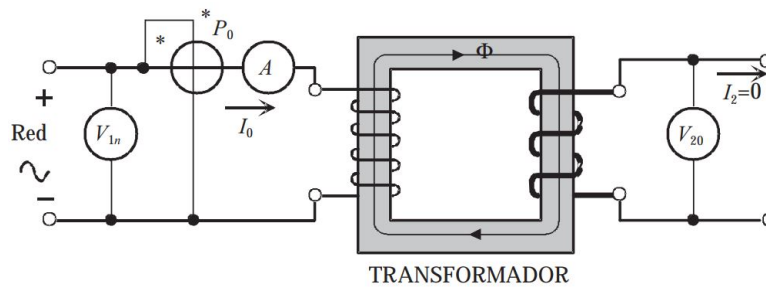 * P₀
*
A
Φ
+
I₀
I₂=0
Red
V₁ₙ
V₂₀
−
TRANSFORMADOR